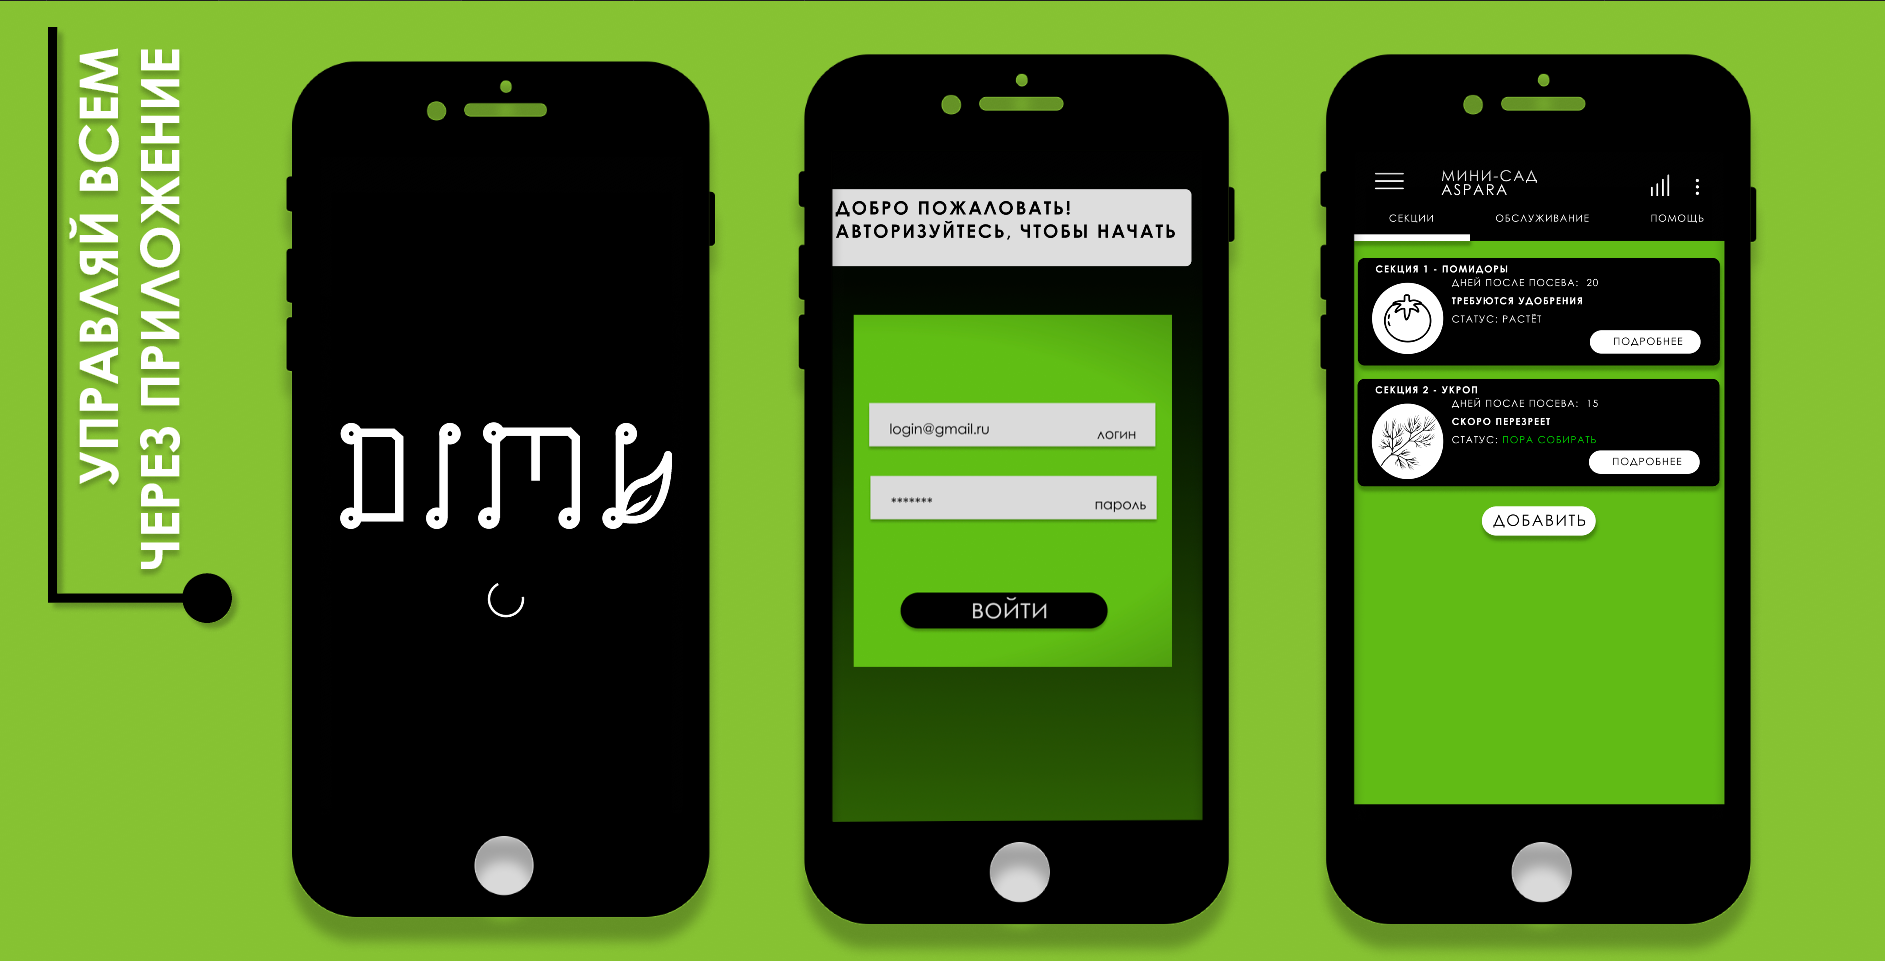 УПРАВЛЯЙ ВСЕМ
ЧЕРЕЗ ПРИЛОЖЕНИЕ
ДОБРО ПОЖАЛОВАТЬ!
АВТОРИЗУЙТЕСЬ, ЧТОБЫ НАЧАТЬ
login@gmail.ru логин
******* пароль
ВОЙТИ
МИНИ-САД
ASPARA
СЕКЦИИ ОБСЛУЖИВАНИЕ ПОМОЩЬ
СЕКЦИЯ 1 - ПОМИДОРЫ
ДНЕЙ ПОСЛЕ ПОСЕВА: 20
ТРЕБУЮТСЯ УДОБРЕНИЯ
СТАТУС: РАСТЁТ
ПОДРОБНЕЕ
СЕКЦИЯ 2 - УКРОП
ДНЕЙ ПОСЛЕ ПОСЕВА: 15
СКОРО ПЕРЕЗРЕЕТ
СТАТУС: ПОРА СОБИРАТЬ
ПОДРОБНЕЕ
ДОБАВИТЬ